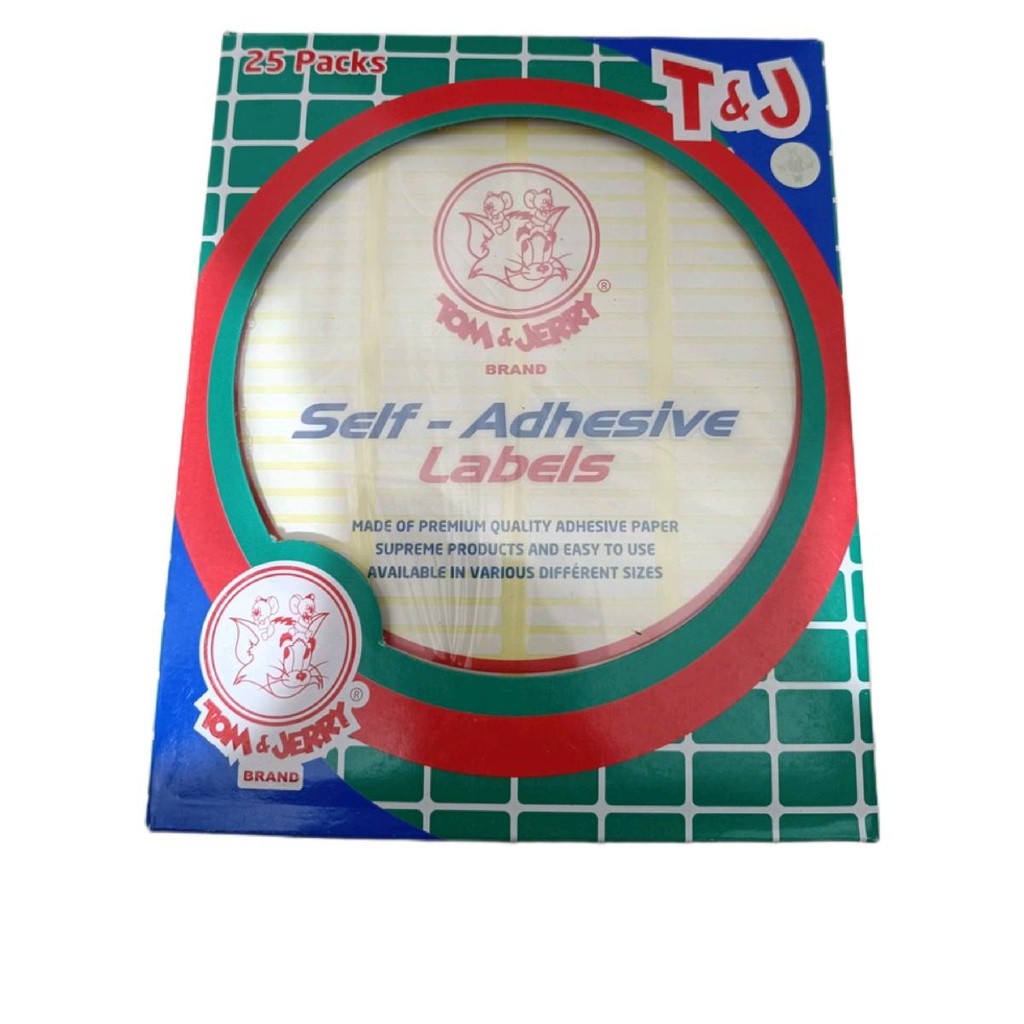 25 Packs
T&J
TOM & JERRY ®
BRAND
Self - Adhesive
Labels
MADE OF PREMIUM QUALITY ADHESIVE PAPER
SUPREME PRODUCTS AND EASY TO USE
AVAILABLE IN VARIOUS DIFFERENT SIZES
TOM & JERRY ®
BRAND